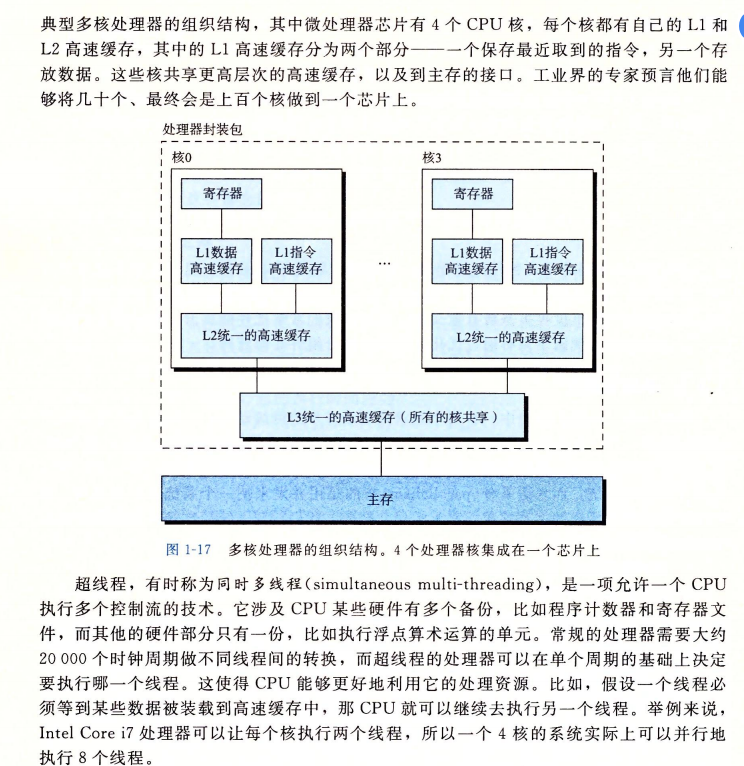 典型多核处理器的组织结构，其中微处理器芯片有 4 个 CPU 核，每个核都有自己的 L1 和
L2 高速缓存，其中的 L1 高速缓存分为两个部分——一个保存最近取到的指令，另一个存
放数据。这些核共享更高层次的高速缓存，以及到主存的接口。工业界的专家预言他们能
够将几十个、最终会是上百个核做到一个芯片上。
处理器封装包
核0
核3
寄存器
寄存器
L1数据
高速缓存
L1指令
高速缓存
...
L1数据
高速缓存
L1指令
高速缓存
L2统一的高速缓存
L2统一的高速缓存
L3统一的高速缓存（所有的核共享）
主存
图 1-17 多核处理器的组织结构。4 个处理器核集成在一个芯片上
超线程，有时称为同时多线程(simultaneous multi-threading)，是一项允许一个 CPU
执行多个控制流的技术。它涉及 CPU 某些硬件有多个备份，比如程序计数器和寄存器文
件，而其他的硬件部分只有一份，比如执行浮点算术运算的单元。常规的处理器需要大约
20 000 个时钟周期做不同线程间的转换，而超线程的处理器可以在单个周期的基础上决定
要执行哪一个线程。这使得 CPU 能够更好地利用它的处理资源。比如，假设一个线程必
须等到某些数据被装载到高速缓存中，那 CPU 就可以继续去执行另一个线程。举例来说，
Intel Core i7 处理器可以让每个核执行两个线程，所以一个 4 核的系统实际上可以并行地
执行 8 个线程。